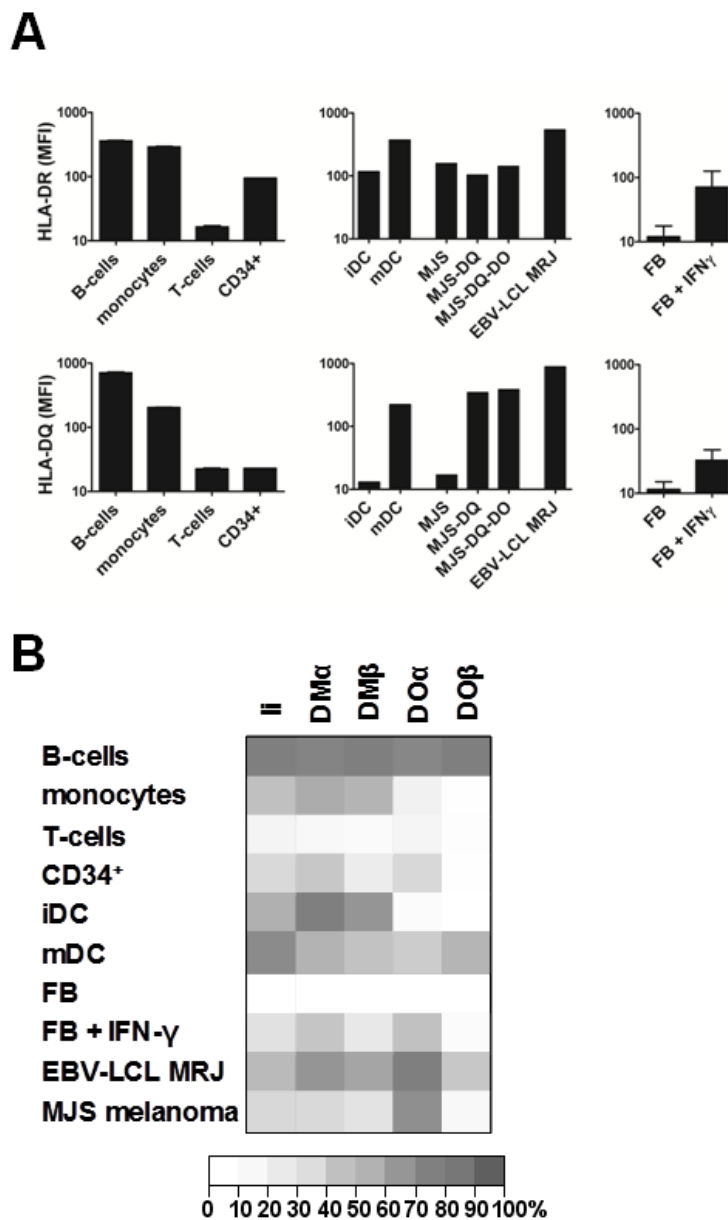 A
HLA-DR (MFI)
1000
100
10
B-cells
monocytes
T-cells
CD34+
1000
100
10
iDC
mDC
MJS
MJS-DQ
MJS-DQ-DO
EBV-LCL MRJ
1000
100
10
FB
FB + IFNγ
HLA-DQ (MFI)
1000
100
10
B-cells
monocytes
T-cells
CD34+
1000
100
10
iDC
mDC
MJS
MJS-DQ
MJS-DQ-DO
EBV-LCL MRJ
1000
100
10
FB
FB + IFNγ
B
Ii DMα DMβ DOα DOβ
B-cells
monocytes
T-cells
CD34⁺
iDC
mDC
FB
FB + IFN-γ
EBV-LCL MRJ
MJS melanoma
0 10 20 30 40 50 60 70 80 90 100%